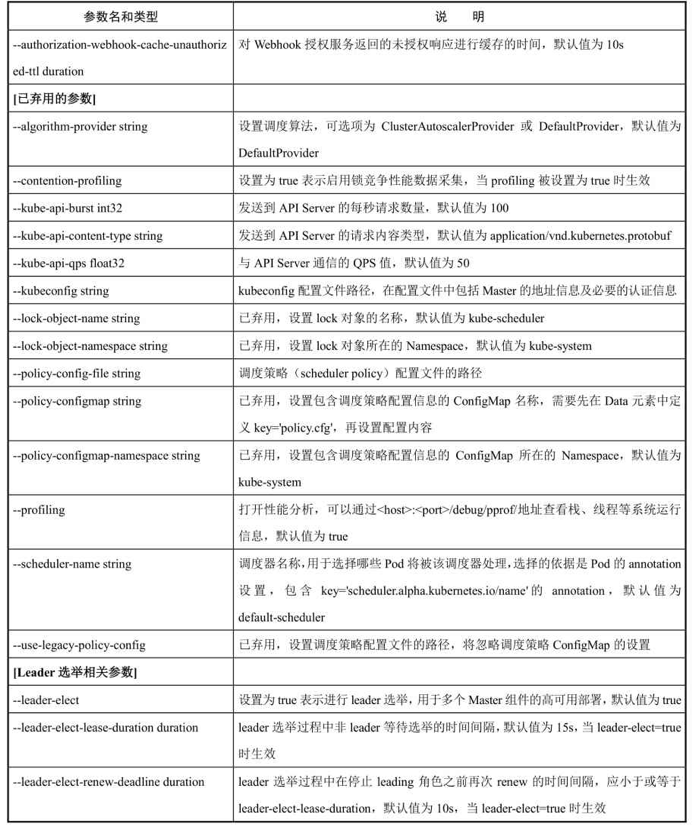 参数名和类型 说 明
--authorization-webhook-cache-unauthoriz 对 Webhook 授权服务返回的未授权响应进行缓存的时间，默认值为 10s
ed-ttl duration
[已弃用的参数]
--algorithm-provider string 设置调度算法，可选项为 ClusterAutoscalerProvider 或 DefaultProvider，默认值为
DefaultProvider
--contention-profiling 设置为 true 表示启用锁竞争性能数据采集，当 profiling 被设置为 true 时生效
--kube-api-burst int32 发送到 API Server 的每秒请求数量，默认值为 100
--kube-api-content-type string 发送到 API Server 的请求内容类型，默认值为 application/vnd.kubernetes.protobuf
--kube-api-qps float32 与 API Server 通信的 QPS 值，默认值为 50
--kubeconfig string kubeconfig 配置文件路径，在配置文件中包括 Master 的地址信息及必要的认证信息
--lock-object-name string 已弃用，设置 lock 对象的名称，默认值为 kube-scheduler
--lock-object-namespace string 已弃用，设置 lock 对象所在的 Namespace，默认值为 kube-system
--policy-config-file string 调度策略（scheduler policy）配置文件的路径
--policy-configmap string 已弃用，设置包含调度策略配置信息的 ConfigMap 名称，需要先在 Data 元素中定
义 key='policy.cfg'，再设置配置内容
--policy-configmap-namespace string 已弃用，设置包含调度策略配置信息的 ConfigMap 所在的 Namespace，默认值为
kube-system
--profiling 打开性能分析，可以通过<host>:<port>/debug/pprof/地址查看栈、线程等系统运行
信息，默认值为 true
--scheduler-name string 调度器名称，用于选择哪些 Pod 将被该调度器处理，选择的依据是 Pod 的 annotation
设置，包含 key='scheduler.alpha.kubernetes.io/name'的 annotation，默认值为
default-scheduler
--use-legacy-policy-config 已弃用，设置调度策略配置文件的路径，将忽略调度策略 ConfigMap 的设置
[Leader 选举相关参数]
--leader-elect 设置为 true 表示进行 leader 选举，用于多个 Master 组件的高可用部署，默认值为 true
--leader-elect-lease-duration duration leader 选举过程中非 leader 等待选举的时间间隔，默认值为 15s，当 leader-elect=true
时生效
--leader-elect-renew-deadline duration leader 选举过程中在停止 leading 角色之前再次 renew 的时间间隔，应小于或等于
leader-elect-lease-duration，默认值为 10s，当 leader-elect=true 时生效